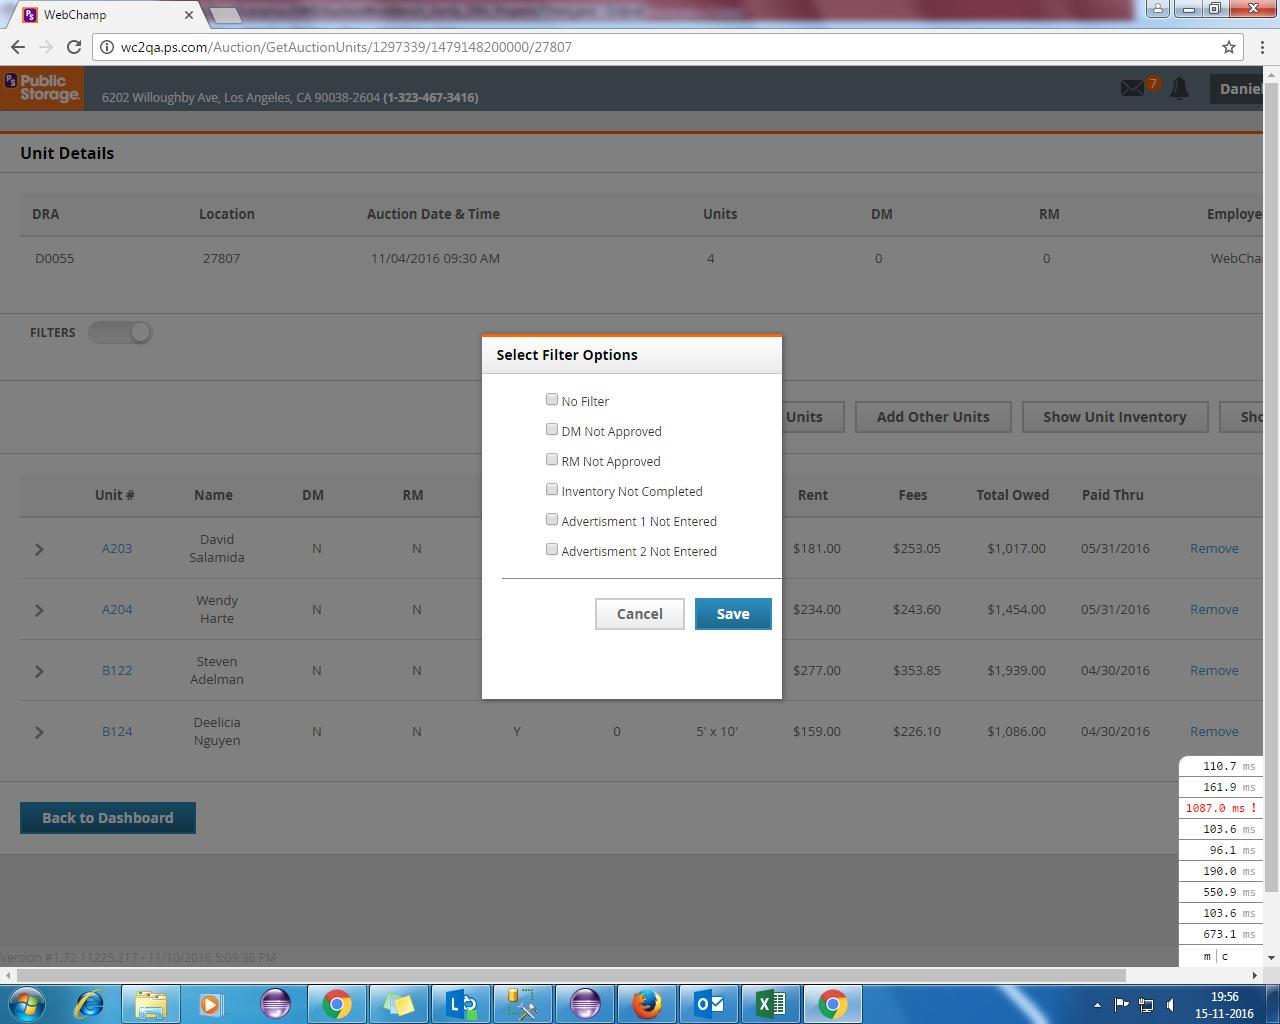 WebChamp
wc2qa.ps.com/Auction/GetAuctionUnits/1297339/1479148200000/27807
PS Public Storage.
6202 Willoughby Ave, Los Angeles, CA 90038-2604 (1-323-467-3416)
7
Daniel
Unit Details
DRA Location Auction Date & Time Units DM RM Employe
D0055 27807 11/04/2016 09:30 AM 4 0 0 WebCha
FILTERS
Select Filter Options
No Filter
DM Not Approved
RM Not Approved
Inventory Not Completed
Advertisment 1 Not Entered
Advertisment 2 Not Entered
Cancel Save
Units Add Other Units Show Unit Inventory Sho
Unit # Name DM RM Rent Fees Total Owed Paid Thru
A203 David Salamida N N $181.00 $253.05 $1,017.00 05/31/2016 Remove
A204 Wendy Harte N N $234.00 $243.60 $1,454.00 05/31/2016 Remove
B122 Steven Adelman N N $277.00 $353.85 $1,939.00 04/30/2016 Remove
B124 Deelicia Nguyen N N Y 0 5' x 10' $159.00 $226.10 $1,086.00 04/30/2016 Remove
Back to Dashboard
110.7 ms
161.9 ms
1087.0 ms !
103.6 ms
96.1 ms
190.0 ms
550.9 ms
103.6 ms
673.1 ms
m | c
Version #1.72.11225.217 - 11/10/2016 5:09:36 PM
19:56
15-11-2016